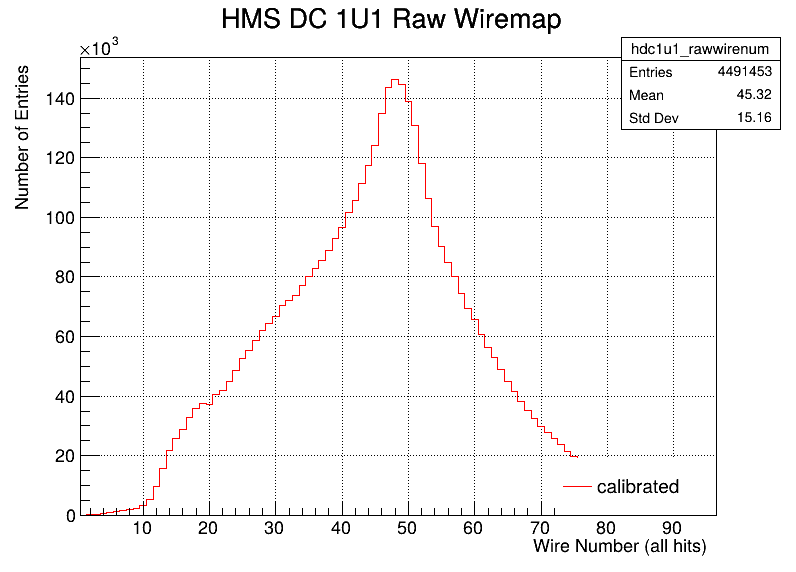 HMS DC 1U1 Raw Wiremap
×10³
hdc1u1_rawwirenum
Entries 4491453
Mean 45.32
Std Dev 15.16
Number of Entries
140
120
100
80
60
40
20
0
calibrated
10 20 30 40 50 60 70 80 90
Wire Number (all hits)